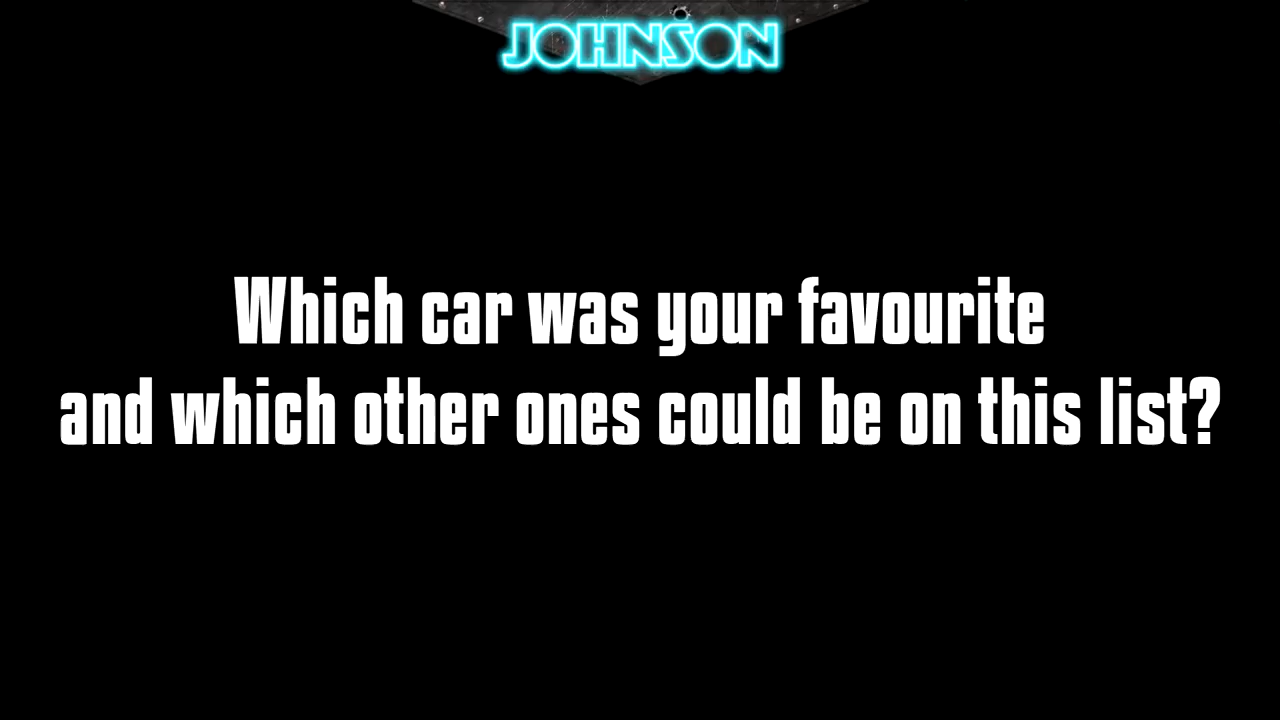 JOHNSON
Which car was your favourite
and which other ones could be on this list?